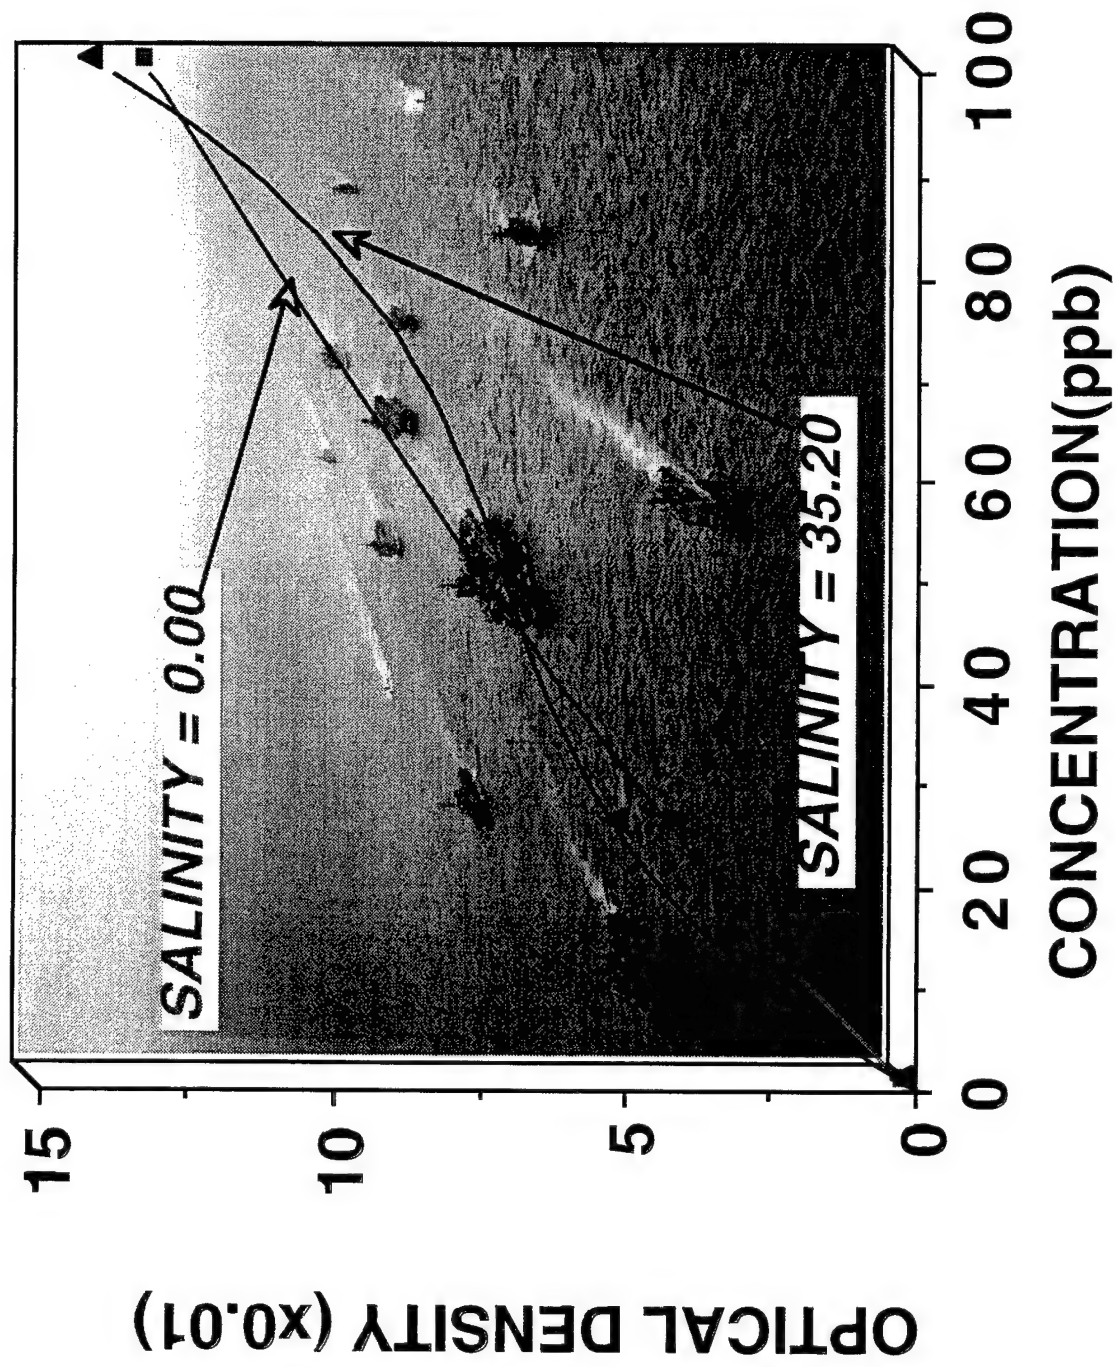 OPTICAL DENSITY (x0.01)
15
10
5
0
SALINITY = 0.00
SALINITY = 35.20
0
20
40
60
80
100
CONCENTRATION(ppb)